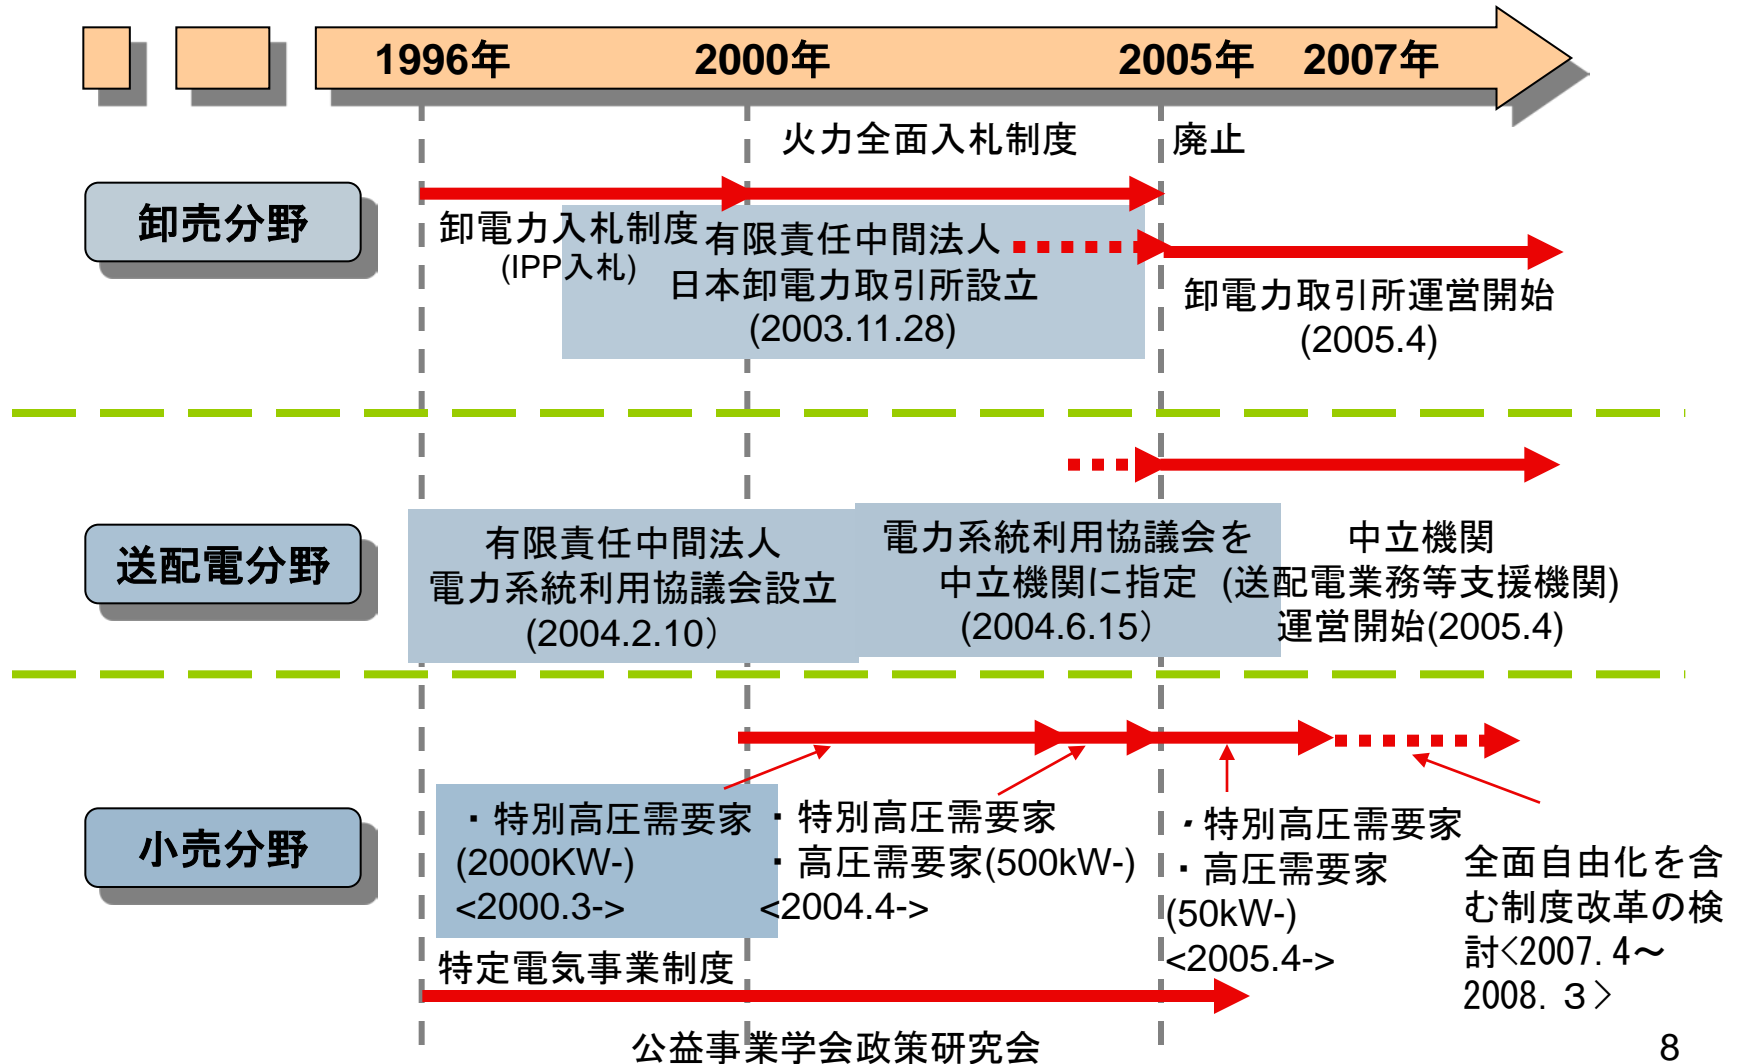 1996年
2000年
2005年
2007年
火力全面入札制度
廃止
卸売分野
卸電力入札制度
(IPP入札)
有限責任中間法人
日本卸電力取引所設立
(2003.11.28)
卸電力取引所運営開始
(2005.4)
送配電分野
有限責任中間法人
電力系統利用協議会設立
(2004.2.10）
電力系統利用協議会を
中立機関に指定
(2004.6.15）
中立機関
(送配電業務等支援機関)
運営開始(2005.4)
小売分野
・特別高圧需要家
(2000KW-)
<2000.3->
・特別高圧需要家
・高圧需要家(500kW-)
<2004.4->
・特別高圧需要家
・高圧需要家
(50kW-)
<2005.4->
全面自由化を含
む制度改革の検
討<2007.4～
2008.３>
特定電気事業制度
公益事業学会政策研究会
8